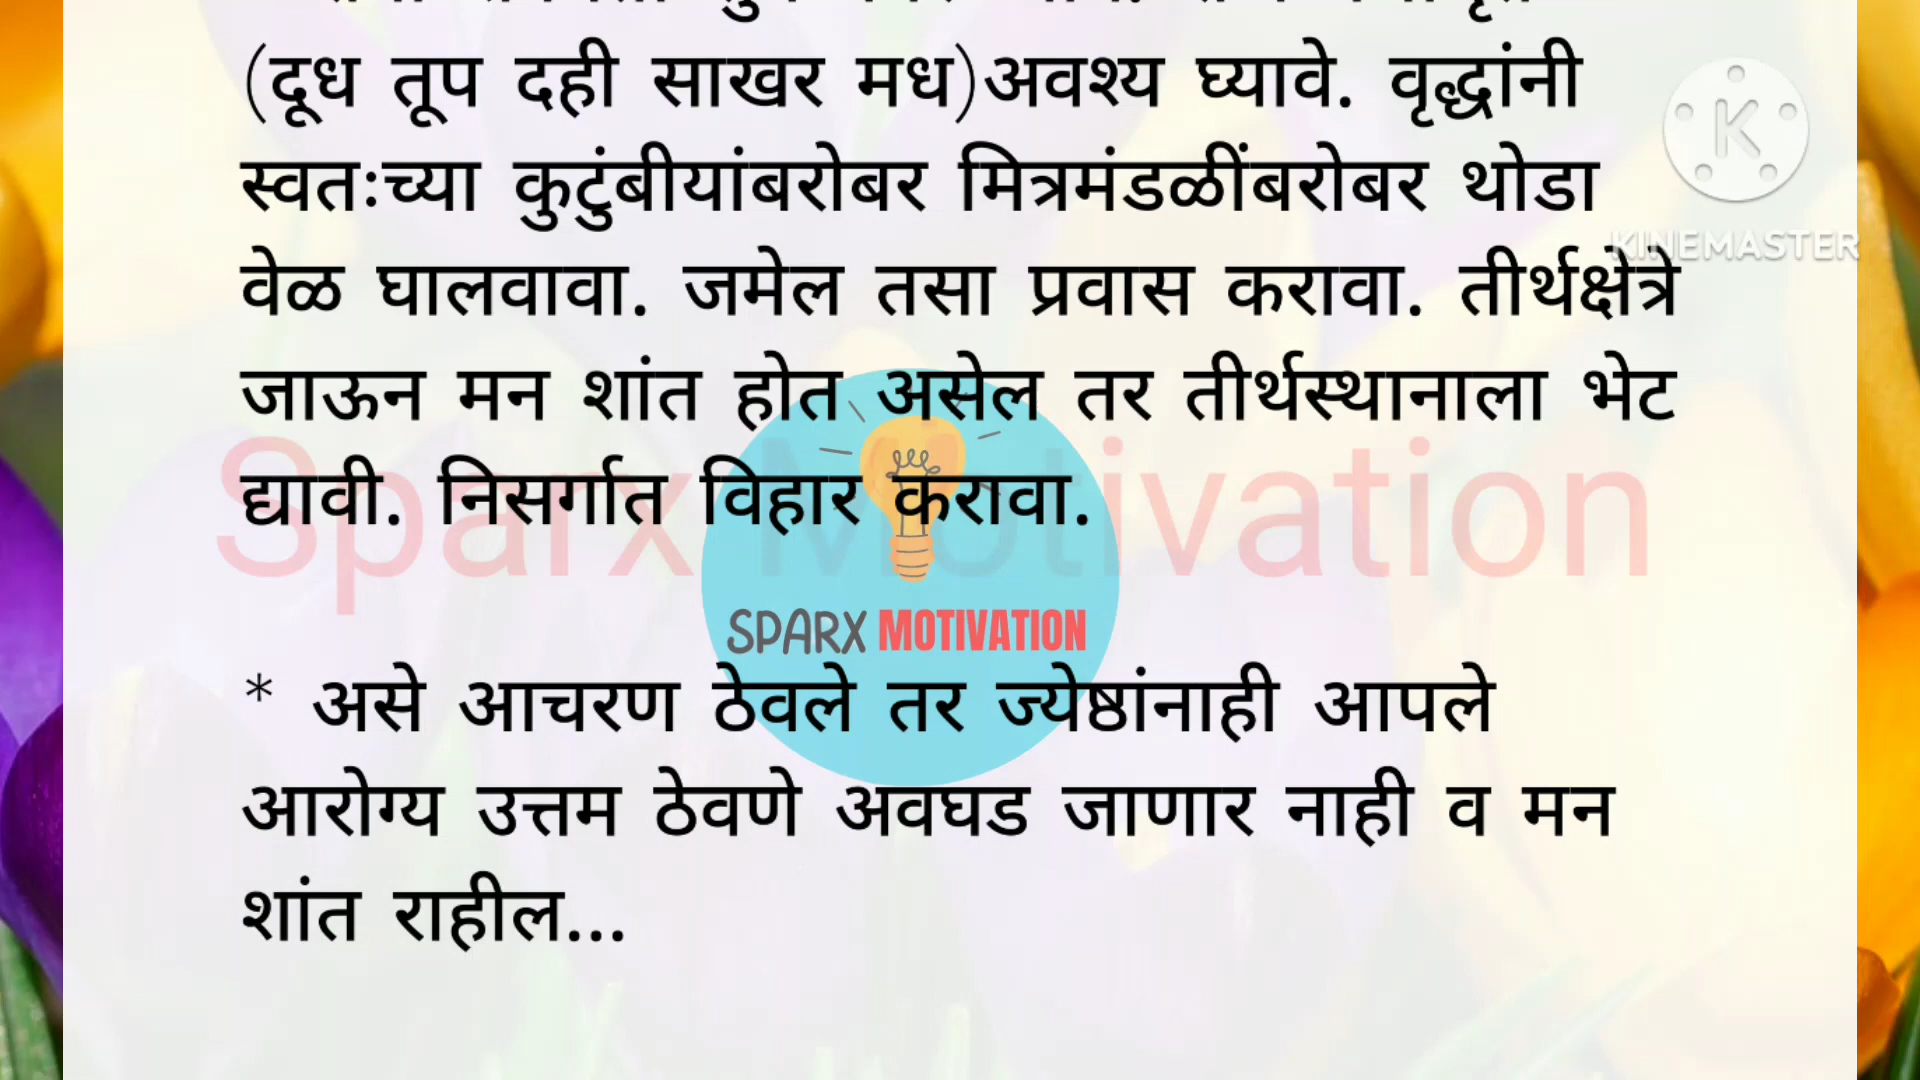 (दूध तूप दही साखर मध)अवश्य घ्यावे. वृद्धांनी
स्वतःच्या कुटुंबीयांबरोबर मित्रमंडळींबरोबर थोडा
वेळ घालवावा. जमेल तसा प्रवास करावा. तीर्थक्षेत्रे
जाऊन मन शांत होत असेल तर तीर्थस्थानाला भेट
द्यावी. निसर्गात विहार करावा.
* असे आचरण ठेवले तर ज्येष्ठांनाही आपले
आरोग्य उत्तम ठेवणे अवघड जाणार नाही व मन
शांत राहील...
Sparx Motivation
SPARX MOTIVATION
K
KINEMASTER